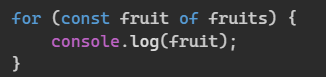 for (const fruit of fruits) {
    console.log(fruit);
}